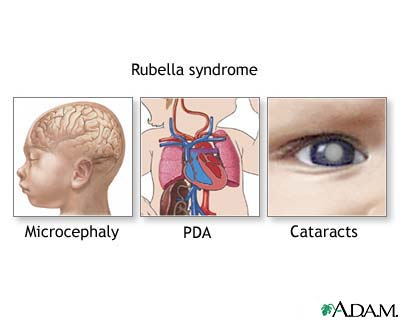 Rubella syndrome
Microcephaly
PDA
Cataracts
A.D.A.M.